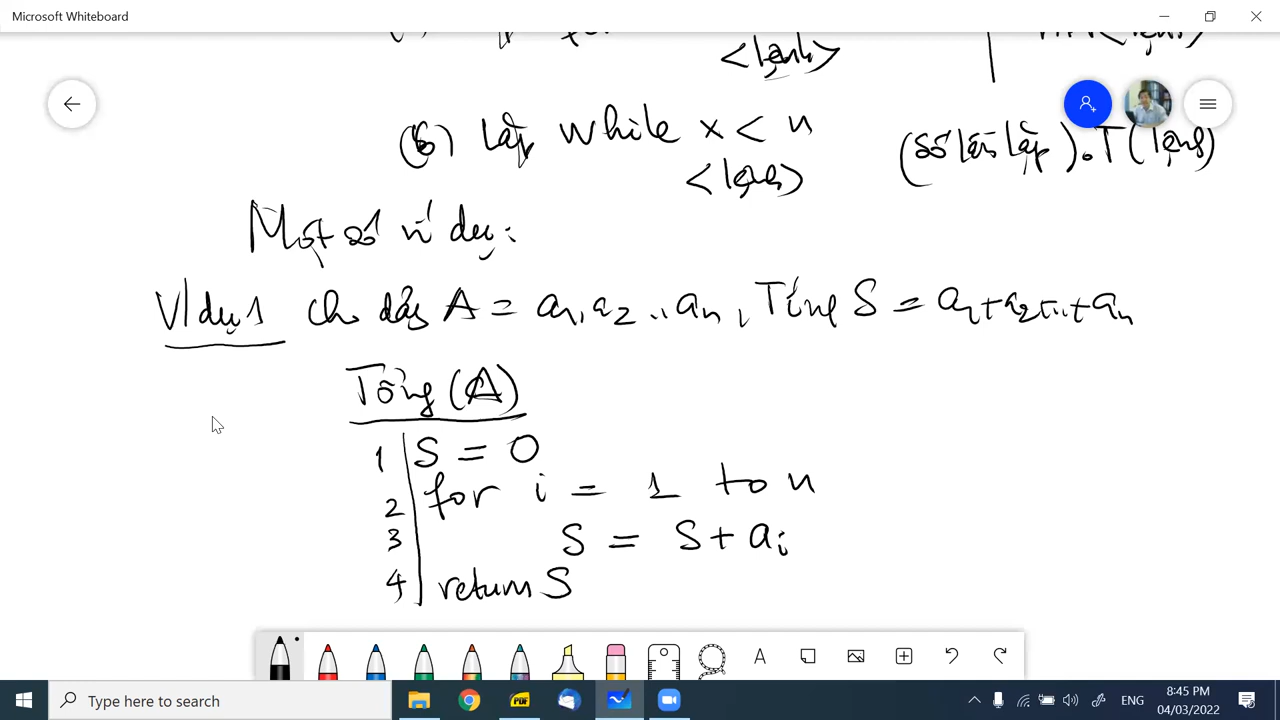 Microsoft Whiteboard
<lệnh>
(6) Lặp while x < n (số lần lặp).T(lệnh)
<lệnh>
Một số ví dụ:
Ví dụ 1 Cho dãy A = a1, a2 .., an, Tính S = a1+a2+..+an
Tổng (A)
1 S = 0
2 for i = 1 to n
3 S = S + ai
4 return S
Type here to search
ENG
8:45 PM
04/03/2022